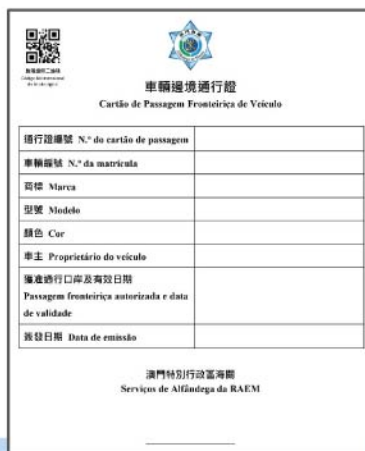 車輛邊境通行證
Cartão de Passagem Fronteiriça de Veículo
通行證編號 N.º do cartão de passagem
車輛編號 N.º da matrícula
商標 Marca
型號 Modelo
顏色 Cor
車主 Proprietário do veículo
獲准通行口岸及有效日期
Passagem fronteiriça autorizada e data
de validade
簽發日期 Data de emissão
澳門特別行政區海關
Serviços de Alfândega da RAEM